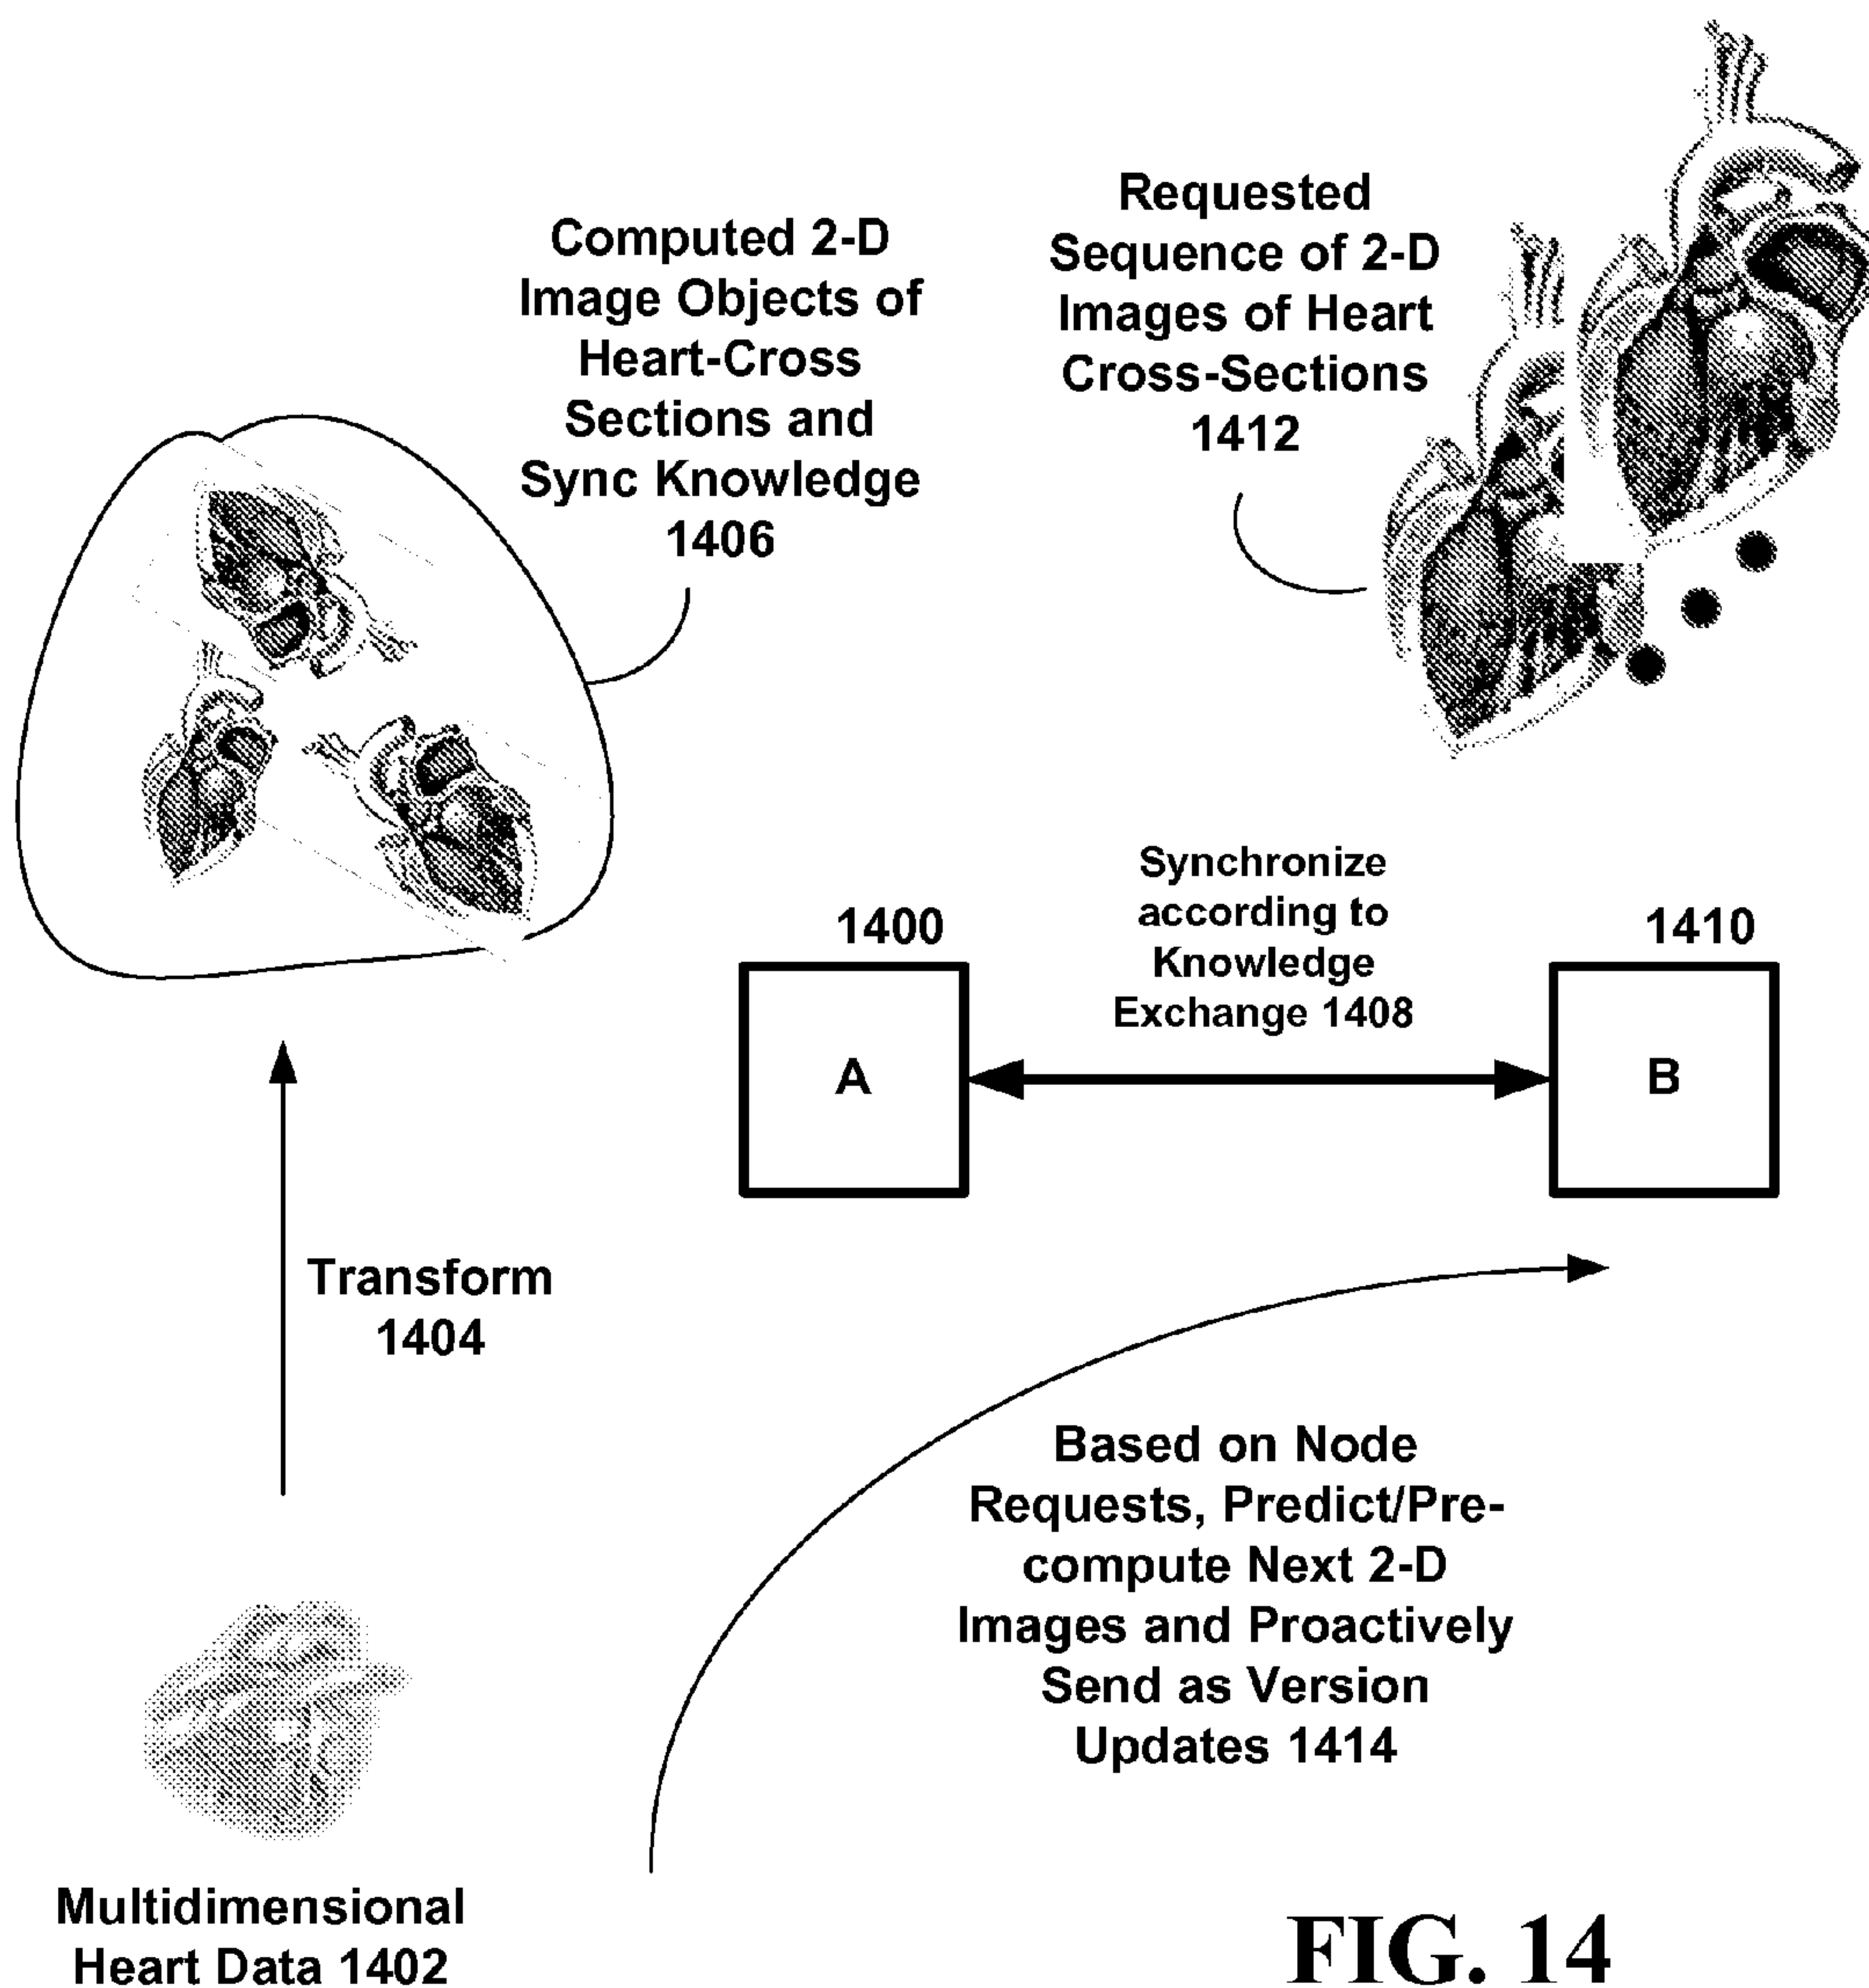 Computed 2-D
Image Objects of
Heart-Cross
Sections and
Sync Knowledge
1406
Requested
Sequence of 2-D
Images of Heart
Cross-Sections
1412
1400
A
Synchronize
according to
Knowledge
Exchange 1408
1410
B
Transform
1404
Based on Node
Requests, Predict/Pre-
compute Next 2-D
Images and Proactively
Send as Version
Updates 1414
Multidimensional
Heart Data 1402
FIG. 14